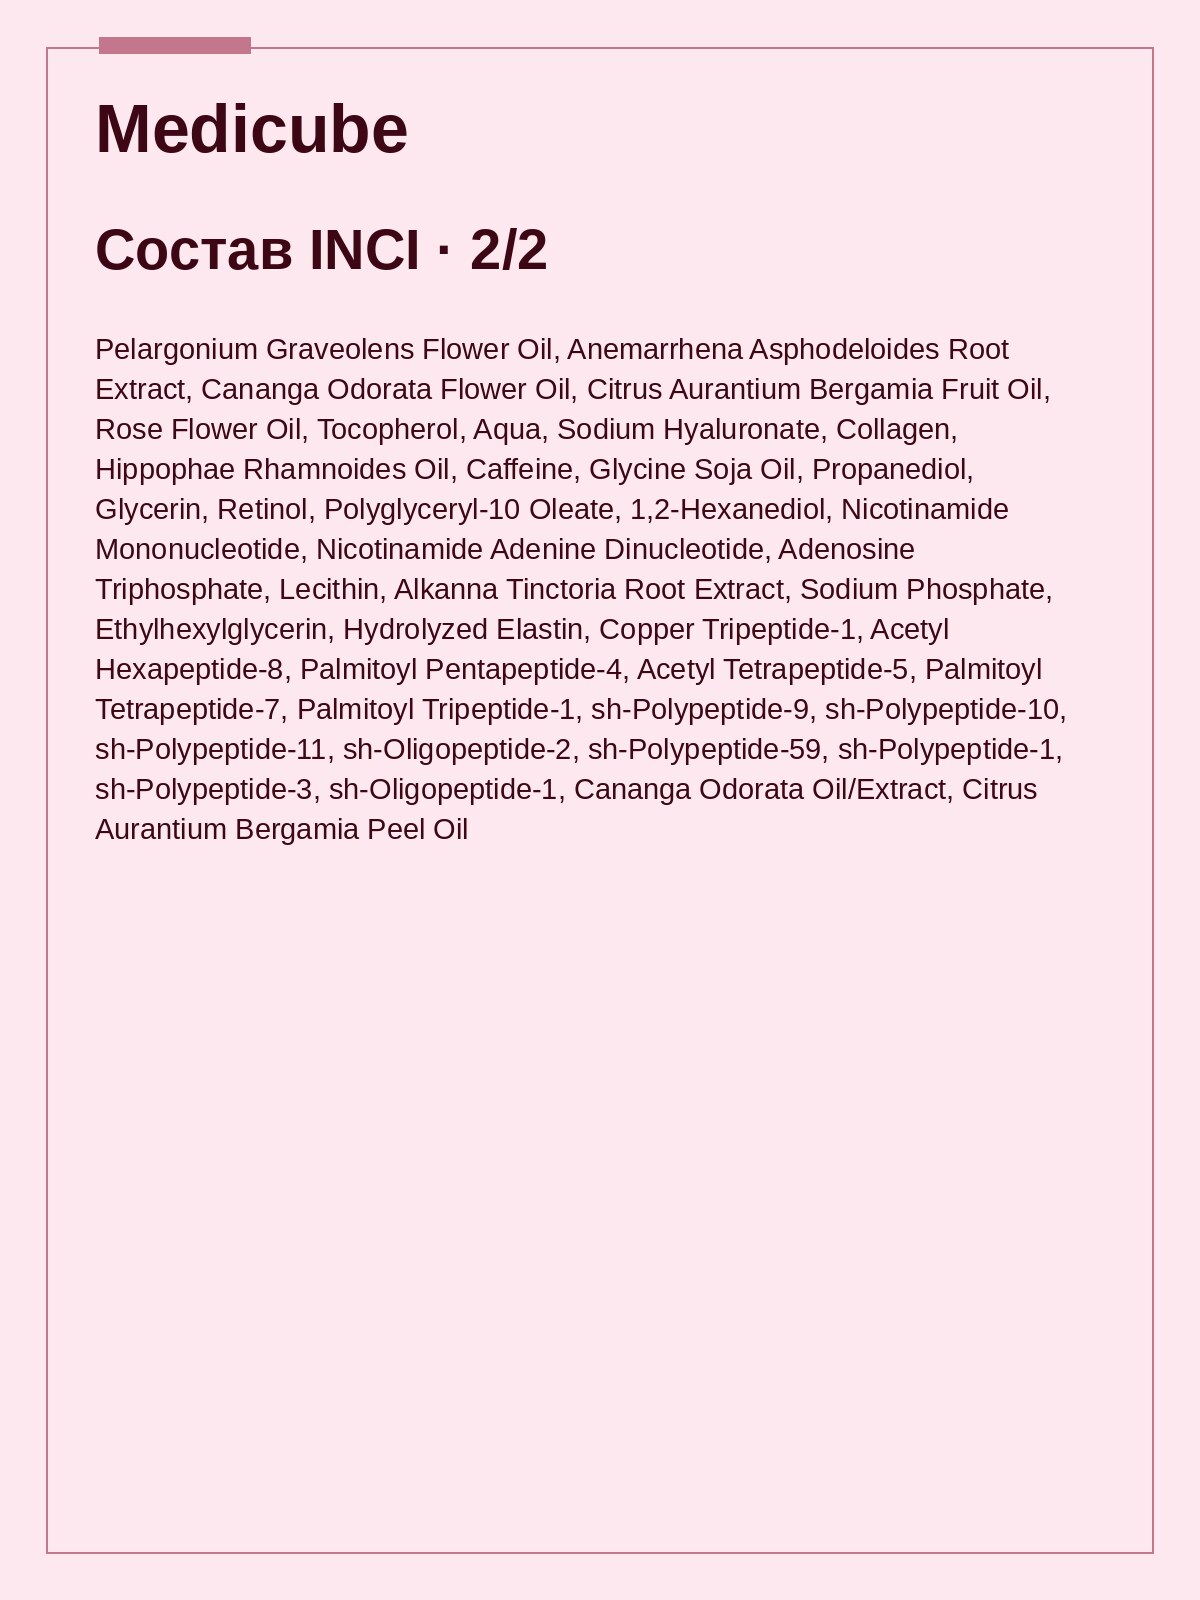 Medicube
Состав INCI · 2/2
Pelargonium Graveolens Flower Oil, Anemarrhena Asphodeloides Root
Extract, Cananga Odorata Flower Oil, Citrus Aurantium Bergamia Fruit Oil,
Rose Flower Oil, Tocopherol, Aqua, Sodium Hyaluronate, Collagen,
Hippophae Rhamnoides Oil, Caffeine, Glycine Soja Oil, Propanediol,
Glycerin, Retinol, Polyglyceryl-10 Oleate, 1,2-Hexanediol, Nicotinamide
Mononucleotide, Nicotinamide Adenine Dinucleotide, Adenosine
Triphosphate, Lecithin, Alkanna Tinctoria Root Extract, Sodium Phosphate,
Ethylhexylglycerin, Hydrolyzed Elastin, Copper Tripeptide-1, Acetyl
Hexapeptide-8, Palmitoyl Pentapeptide-4, Acetyl Tetrapeptide-5, Palmitoyl
Tetrapeptide-7, Palmitoyl Tripeptide-1, sh-Polypeptide-9, sh-Polypeptide-10,
sh-Polypeptide-11, sh-Oligopeptide-2, sh-Polypeptide-59, sh-Polypeptide-1,
sh-Polypeptide-3, sh-Oligopeptide-1, Cananga Odorata Oil/Extract, Citrus
Aurantium Bergamia Peel Oil